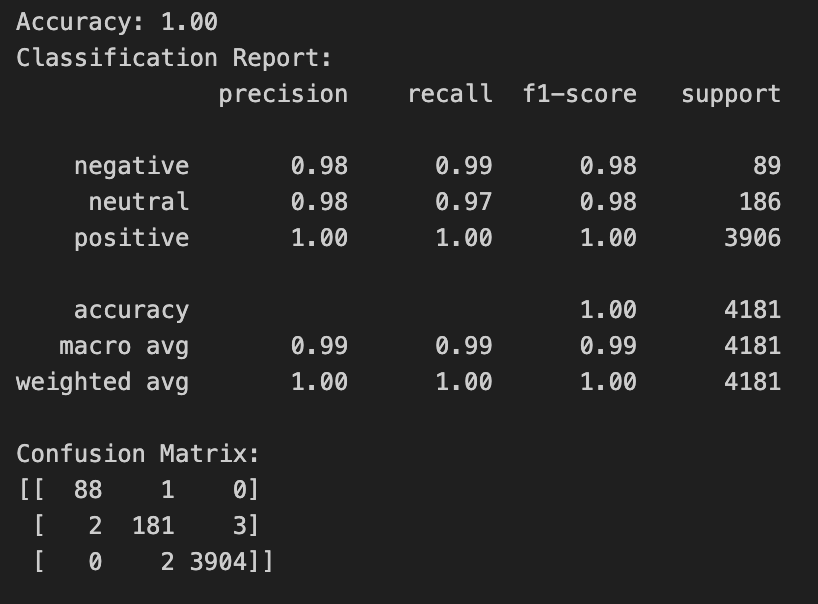 Accuracy: 1.00
Classification Report:
              precision    recall  f1-score   support

    negative       0.98      0.99      0.98        89
     neutral       0.98      0.97      0.98       186
    positive       1.00      1.00      1.00      3906

    accuracy                           1.00      4181
   macro avg       0.99      0.99      0.99      4181
weighted avg       1.00      1.00      1.00      4181

Confusion Matrix:
[[  88    1    0]
 [   2  181    3]
 [   0    2 3904]]